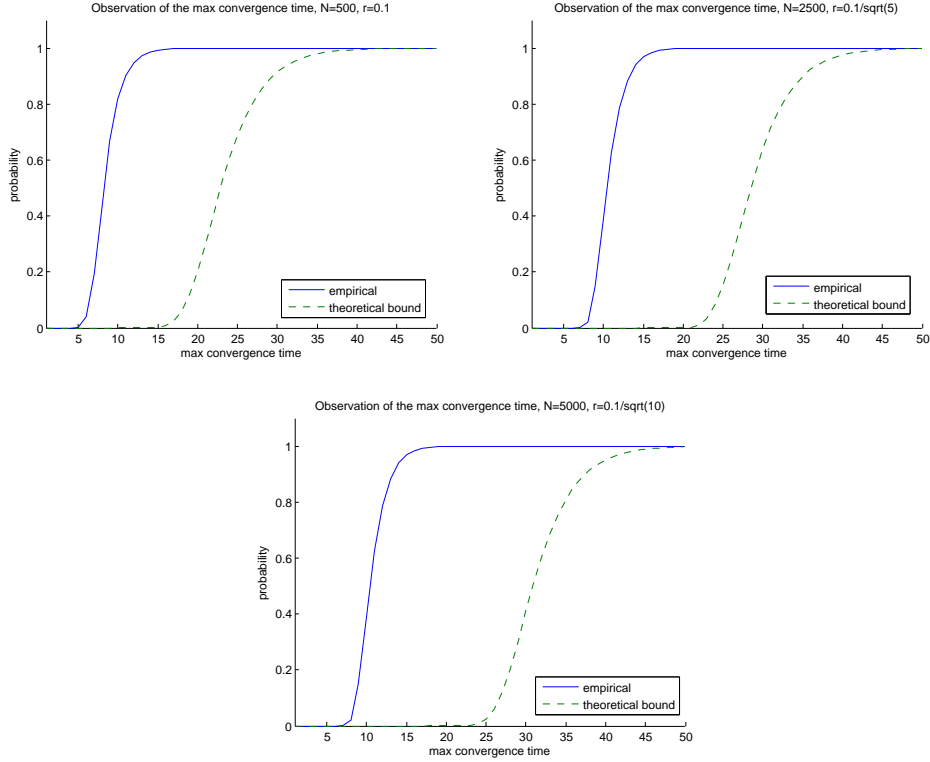 Observation of the max convergence time, N=500, r=0.1
1
0.8
0.6
0.4
0.2
0
probability
5 10 15 20 25 30 35 40 45 50
max convergence time
empirical
theoretical bound
Observation of the max convergence time, N=2500, r=0.1/sqrt(5)
1
0.8
0.6
0.4
0.2
0
probability
5 10 15 20 25 30 35 40 45 50
max convergence time
empirical
theoretical bound
Observation of the max convergence time, N=5000, r=0.1/sqrt(10)
1
0.8
0.6
0.4
0.2
0
probability
5 10 15 20 25 30 35 40 45 50
max convergence time
empirical
theoretical bound